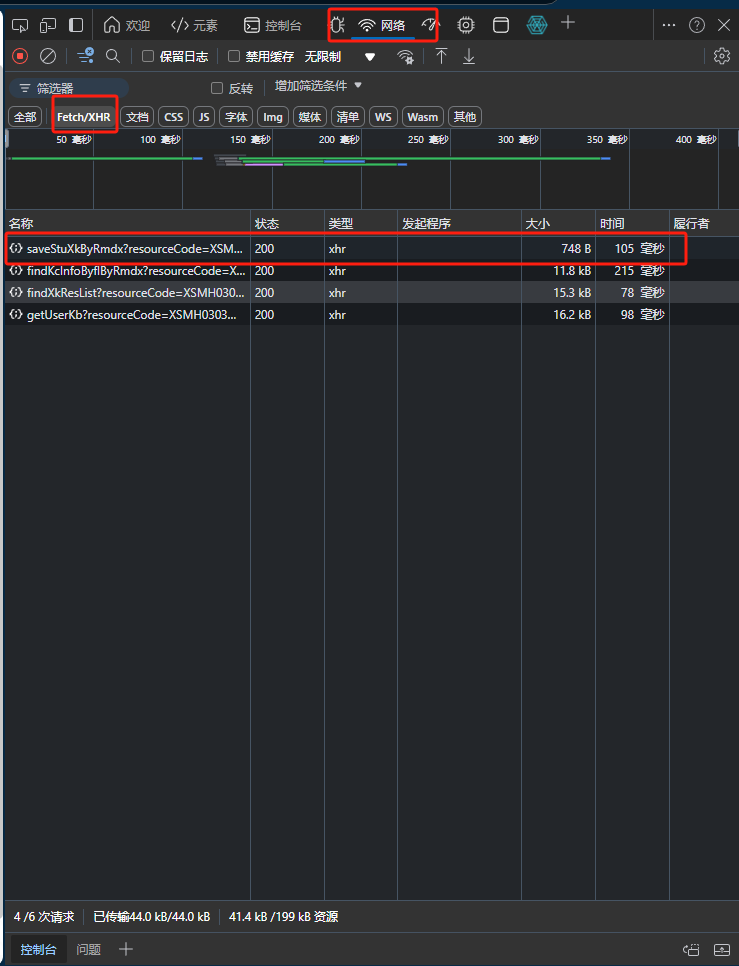 欢迎 元素 控制台 网络
保留日志 禁用缓存 无限制
筛选器 反转 增加筛选条件
全部 Fetch/XHR 文档 CSS JS 字体 Img 媒体 清单 WS Wasm 其他
50 毫秒 100 毫秒 150 毫秒 200 毫秒 250 毫秒 300 毫秒 350 毫秒 400 毫秒
名称 状态 类型 发起程序 大小 时间 履行者
saveStuXkByRmdx?resourceCode=XSM... 200 xhr 748 B 105 毫秒
findKcInfoByflByRmdx?resourceCode=X... 200 xhr 11.8 kB 215 毫秒
findXkResList?resourceCode=XSMH030... 200 xhr 15.3 kB 78 毫秒
getUserKb?resourceCode=XSMH0303... 200 xhr 16.2 kB 98 毫秒
4 /6 次请求 已传输44.0 kB/44.0 kB 41.4 kB /199 kB 资源
控制台 问题